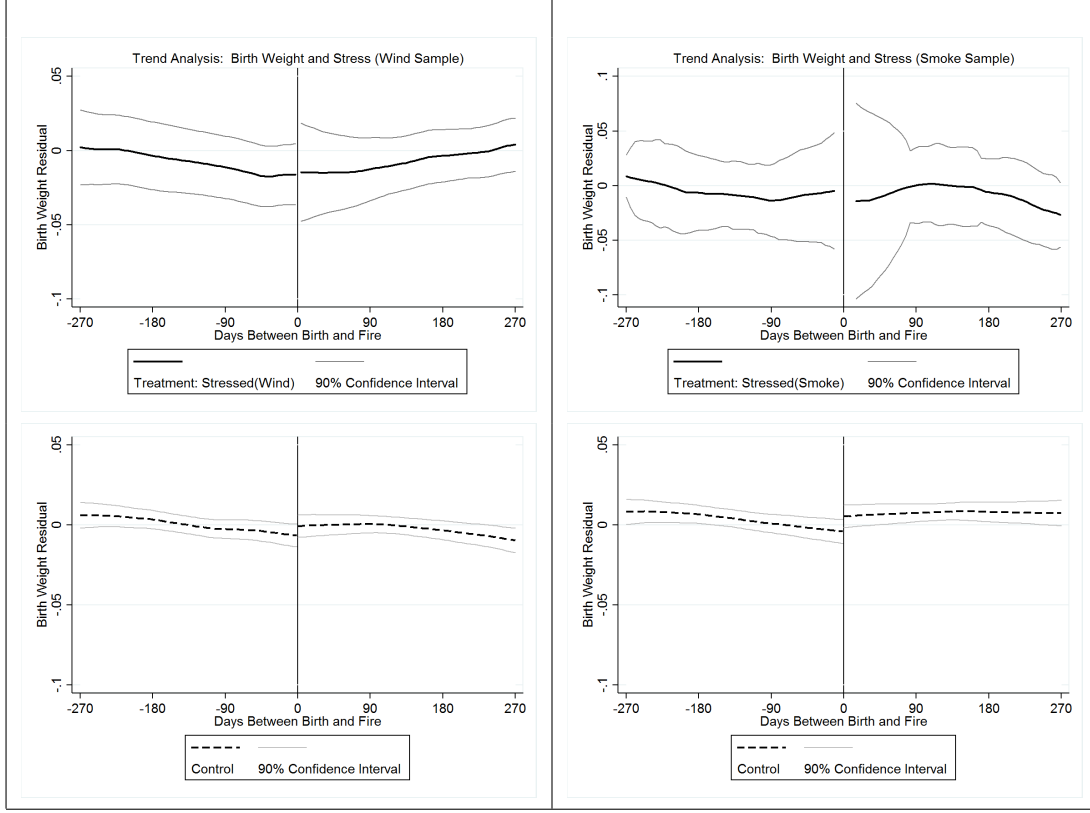 Trend Analysis:  Birth Weight and Stress (Wind Sample)
Birth Weight Residual
.05
0
-.05
-.1
-270 -180 -90 0 90 180 270
Days Between Birth and Fire
Treatment: Stressed(Wind) 90% Confidence Interval
Trend Analysis:  Birth Weight and Stress (Smoke Sample)
Birth Weight Residual
.1
.05
0
-.05
-.1
-270 -180 -90 0 90 180 270
Days Between Birth and Fire
Treatment: Stressed(Smoke) 90% Confidence Interval
Birth Weight Residual
.05
0
-.05
-.1
-270 -180 -90 0 90 180 270
Days Between Birth and Fire
Control 90% Confidence Interval
Birth Weight Residual
.05
0
-.05
-.1
-270 -180 -90 0 90 180 270
Days Between Birth and Fire
Control 90% Confidence Interval